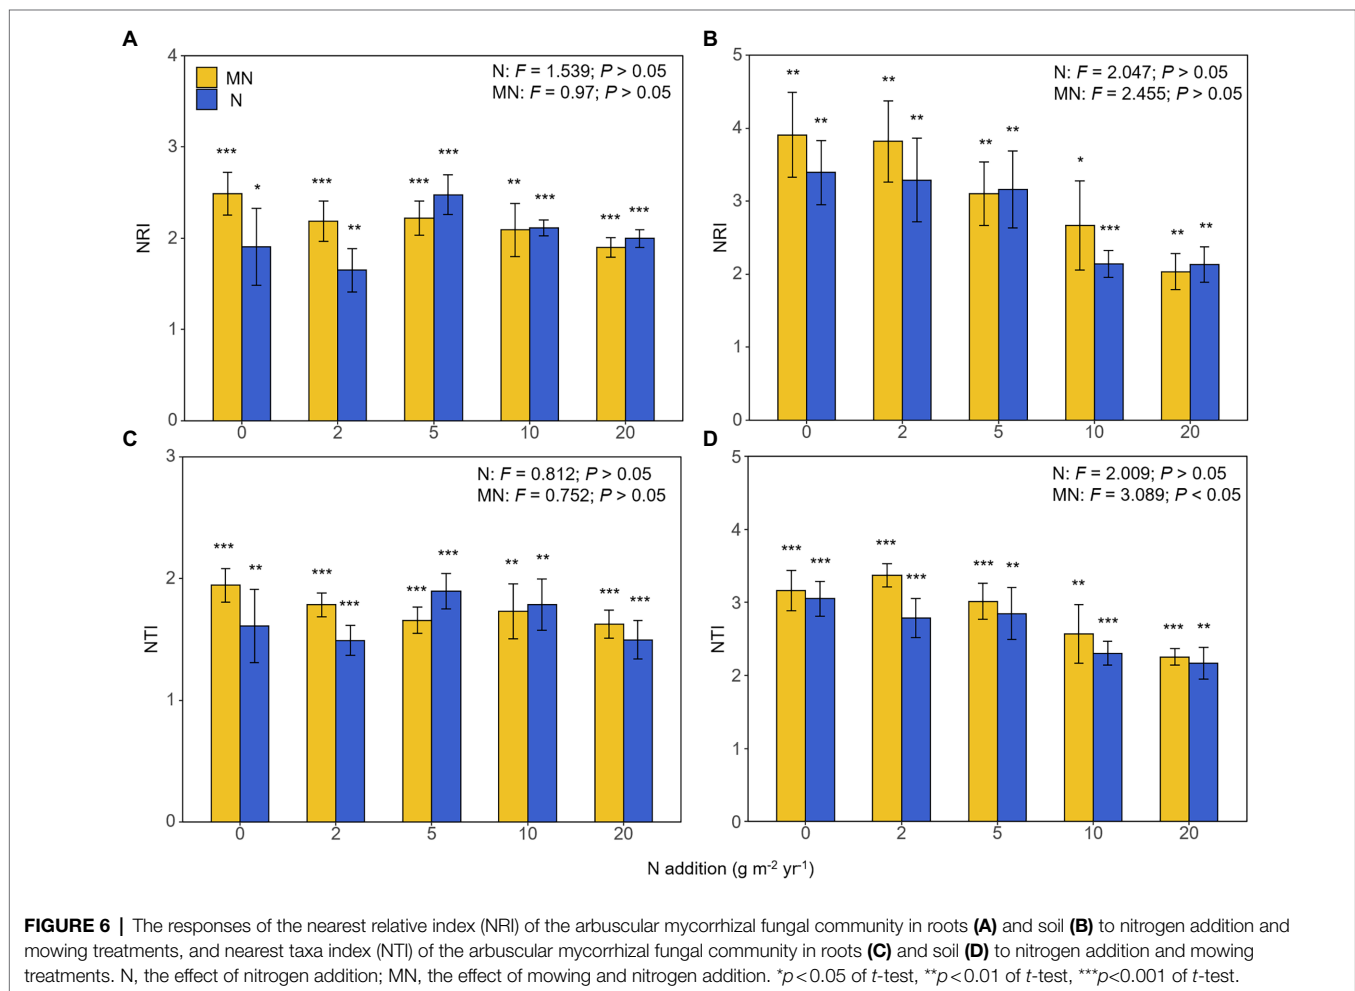 A
4
3
2
1
0
NRI
MN
N
N: F = 1.539; P > 0.05
MN: F = 0.97; P > 0.05
*** * *** ** *** *** ** *** *** ***
0 2 5 10 20
B
5
4
3
2
1
0
NRI
N: F = 2.047; P > 0.05
MN: F = 2.455; P > 0.05
** ** ** ** ** ** * *** ** **
0 2 5 10 20
C
3
2
1
0
NTI
N: F = 0.812; P > 0.05
MN: F = 0.752; P > 0.05
*** ** *** *** *** *** ** ** *** ***
0 2 5 10 20
D
5
4
3
2
1
0
NTI
N: F = 2.009; P > 0.05
MN: F = 3.089; P < 0.05
*** *** *** *** *** ** ** *** *** **
0 2 5 10 20
N addition (g m⁻² yr⁻¹)
FIGURE 6 | The responses of the nearest relative index (NRI) of the arbuscular mycorrhizal fungal community in roots (A) and soil (B) to nitrogen addition and
mowing treatments, and nearest taxa index (NTI) of the arbuscular mycorrhizal fungal community in roots (C) and soil (D) to nitrogen addition and mowing
treatments. N, the effect of nitrogen addition; MN, the effect of mowing and nitrogen addition. *p<0.05 of t-test, **p<0.01 of t-test, ***p<0.001 of t-test.